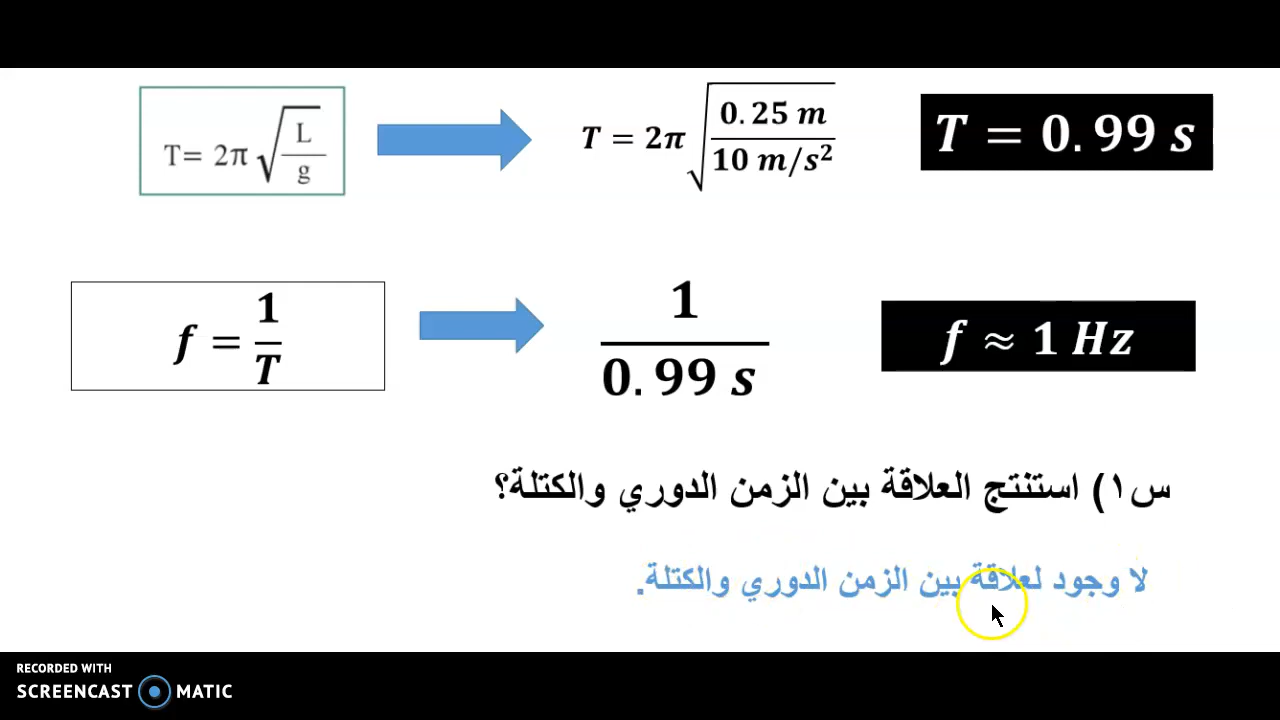 T= 2π √(L/g)
T = 2π √(0.25 m / 10 m/s²)
T = 0.99 s
f = 1/T
1 / 0.99 s
f ≈ 1 Hz
س١) استنتج العلاقة بين الزمن الدوري والكتلة؟
لا وجود لعلاقة بين الزمن الدوري والكتلة.
RECORDED WITH
SCREENCAST MATIC